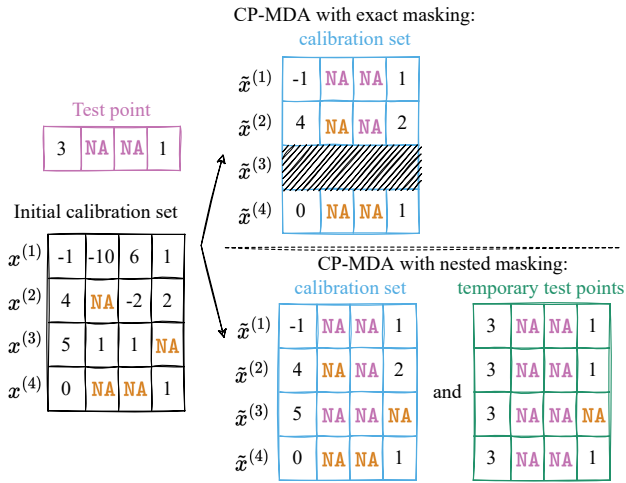 CP-MDA with exact masking:
calibration set
x̃⁽¹⁾ -1 NA NA 1
x̃⁽²⁾ 4 NA NA 2
x̃⁽³⁾
x̃⁽⁴⁾ 0 NA NA 1
Test point
3 NA NA 1
Initial calibration set
x⁽¹⁾ -1 -10 6 1
x⁽²⁾ 4 NA -2 2
x⁽³⁾ 5 1 1 NA
x⁽⁴⁾ 0 NA NA 1
CP-MDA with nested masking:
calibration set
x̃⁽¹⁾ -1 NA NA 1
x̃⁽²⁾ 4 NA NA 2
x̃⁽³⁾ 5 NA NA NA
x̃⁽⁴⁾ 0 NA NA 1
and
temporary test points
3 NA NA 1
3 NA NA 1
3 NA NA NA
3 NA NA 1